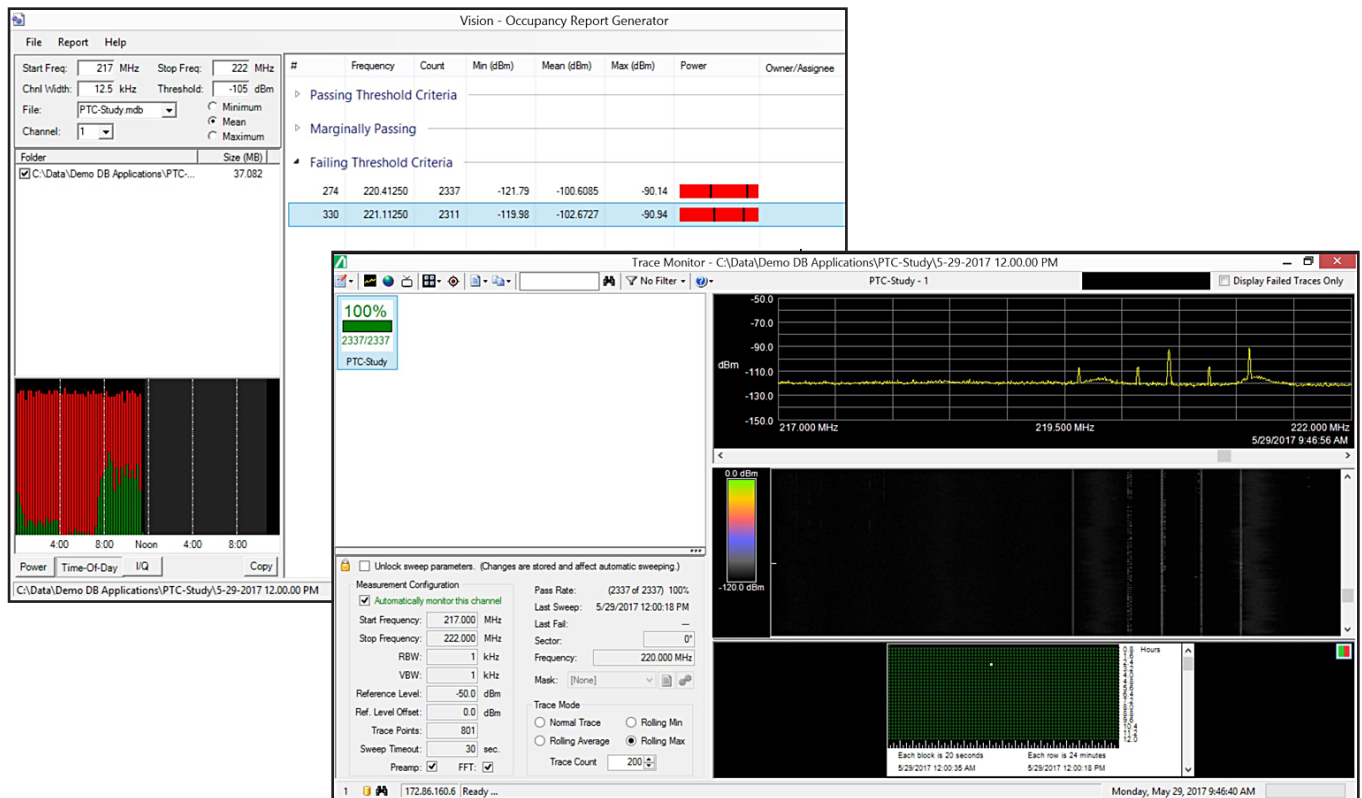 Vision - Occupancy Report Generator
File Report Help
Start Freq: 217 MHz Stop Freq: 222 MHz
Chnl Width: 12.5 kHz Threshold: -105 dBm
File: PTC-Study.mdb Minimum
Mean
Channel: 1 Maximum
Folder Size (MB)
C:\Data\Demo DB Applications\PTC-... 37.082
# Frequency Count Min (dBm) Mean (dBm) Max (dBm) Power Owner/Assignee
Passing Threshold Criteria
Marginally Passing
Failing Threshold Criteria
274 220.41250 2337 -121.79 -100.6085 -90.14
330 221.11250 2311 -119.98 -102.6727 -90.94
4:00 8:00 Noon 4:00 8:00
Power Time-Of-Day I/Q Copy
C:\Data\Demo DB Applications\PTC-Study\5-29-2017 12.00.00 PM
Trace Monitor - C:\Data\Demo DB Applications\PTC-Study\5-29-2017 12.00.00 PM
No Filter PTC-Study - 1 Display Failed Traces Only
100%
2337/2337
PTC-Study
-50.0
-70.0
-90.0
dBm
-110.0
-130.0
-150.0
217.000 MHz 219.500 MHz 222.000 MHz
5/29/2017 9:46:56 AM
0.0 dBm
-120.0 dBm
Unlock sweep parameters. (Changes are stored and affect automatic sweeping.)
Measurement Configuration
Automatically monitor this channel
Start Frequency: 217.000 MHz
Stop Frequency: 222.000 MHz
RBW: 1 kHz
VBW: 1 kHz
Reference Level: -50.0 dBm
Ref. Level Offset: 0.0 dBm
Trace Points: 801
Sweep Timeout: 30 sec.
Preamp: FFT:
Pass Rate: (2337 of 2337) 100%
Last Sweep: 5/29/2017 12:00:18 PM
Last Fail: ---
Sector: 0°
Frequency: 220.000 MHz
Mask: [None]
Trace Mode
Normal Trace Rolling Min
Rolling Average Rolling Max
Trace Count 200
Hours
10.4
12.0
Each block is 20 seconds Each row is 24 minutes
5/29/2017 12:00:35 AM 5/29/2017 12:00:18 PM
1 172.86.160.6 Ready ... Monday, May 29, 2017 9:46:40 AM